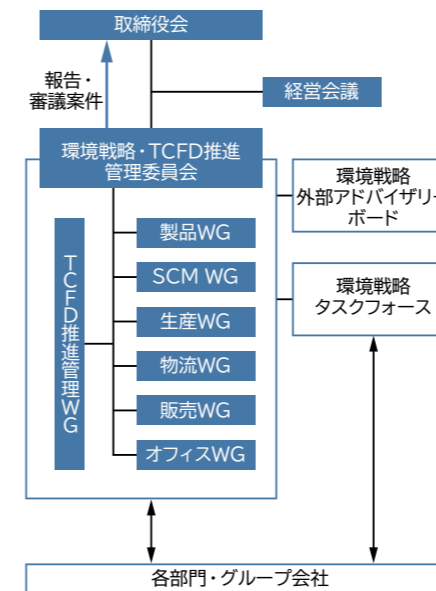 取締役会
報告・
審議案件
経営会議
環境戦略・TCFD推進
管理委員会
環境戦略
外部アドバイザリー
ボード
製品WG
SCM WG
生産WG
物流WG
販売WG
オフィスWG
TCFD推進管理WG
環境戦略
タスクフォース
各部門・グループ会社